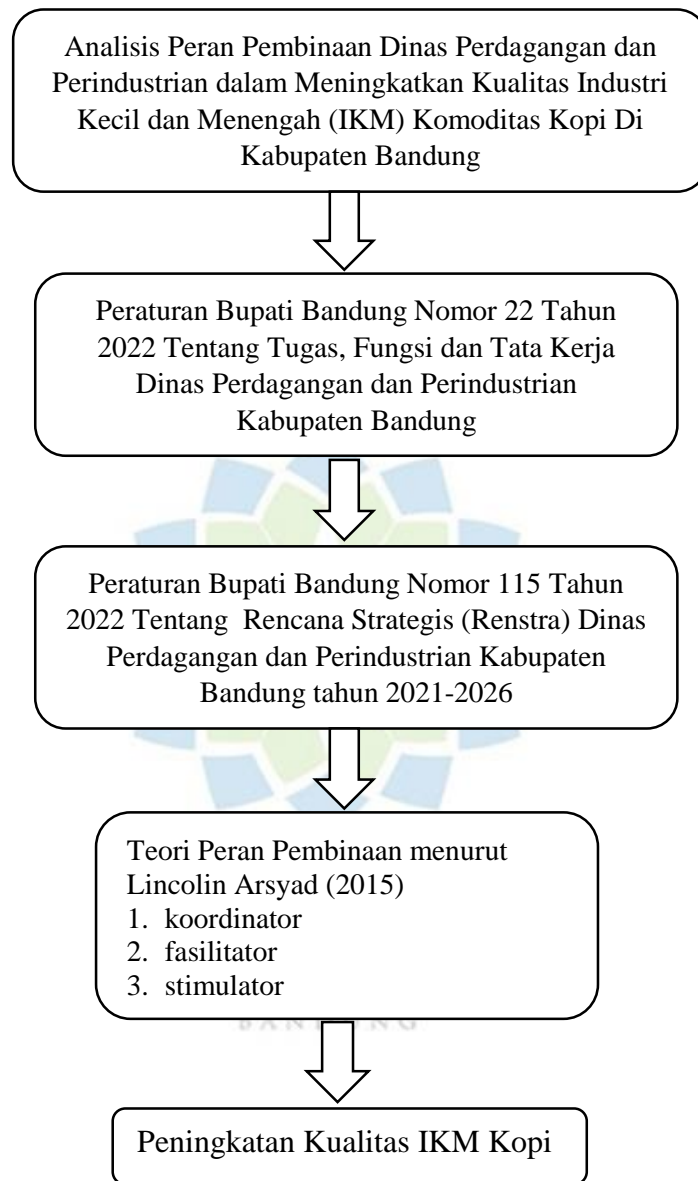 Analisis Peran Pembinaan Dinas Perdagangan dan
Perindustrian dalam Meningkatkan Kualitas Industri
Kecil dan Menengah (IKM) Komoditas Kopi Di
Kabupaten Bandung
Peraturan Bupati Bandung Nomor 22 Tahun
2022 Tentang Tugas, Fungsi dan Tata Kerja
Dinas Perdagangan dan Perindustrian
Kabupaten Bandung
Peraturan Bupati Bandung Nomor 115 Tahun
2022 Tentang Rencana Strategis (Renstra) Dinas
Perdagangan dan Perindustrian Kabupaten
Bandung tahun 2021-2026
Teori Peran Pembinaan menurut
Lincolin Arsyad (2015)
1. koordinator
2. fasilitator
3. stimulator
BANDUNG
Peningkatan Kualitas IKM Kopi